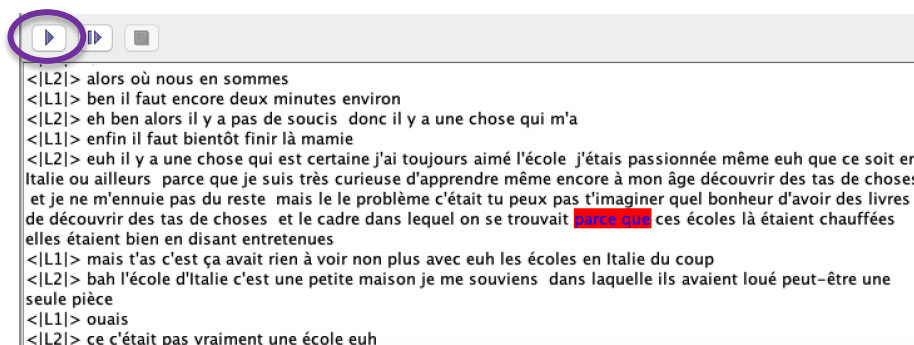 <|L2|> alors où nous en sommes
<|L1|> ben il faut encore deux minutes environ
<|L2|> eh ben alors il y a pas de soucis  donc il y a une chose qui m'a
<|L1|> enfin il faut bientôt finir là mamie
<|L2|> euh il y a une chose qui est certaine j'ai toujours aimé l'école  j'étais passionnée même euh que ce soit en
Italie ou ailleurs  parce que je suis très curieuse d'apprendre même encore à mon âge découvrir des tas de choses
et je ne m'ennuie pas du reste  mais le le problème c'était tu peux pas t'imaginer quel bonheur d'avoir des livres
de découvrir des tas de choses  et le cadre dans lequel on se trouvait parce que ces écoles là étaient chauffées
elles étaient bien en disant entretenues
<|L1|> mais t'as c'est ça avait rien à voir non plus avec euh les écoles en Italie du coup
<|L2|> bah l'école d'Italie c'est une petite maison je me souviens  dans laquelle ils avaient loué peut-être une
seule pièce
<|L1|> ouais
<|L2|> ce c'était pas vraiment une école euh